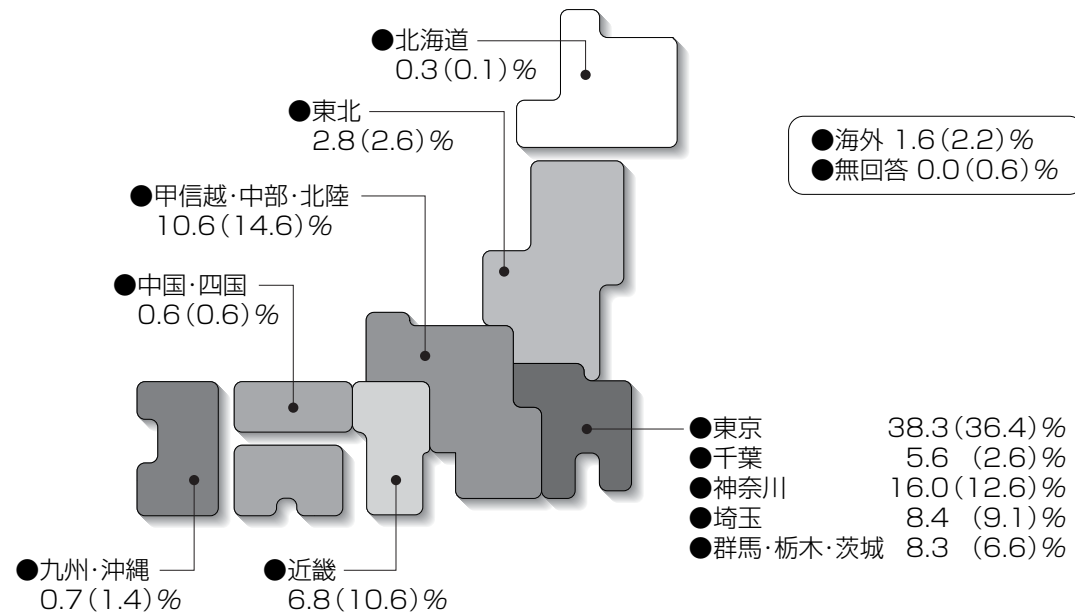 ●北海道
0.3(0.1)%
●東北
2.8(2.6)%
●海外 1.6(2.2)%
●無回答 0.0(0.6)%
●甲信越･中部･北陸
10.6(14.6)%
●中国･四国
0.6(0.6)%
●東京 38.3(36.4)%
●千葉 5.6 (2.6)%
●神奈川 16.0(12.6)%
●埼玉 8.4 (9.1)%
●群馬･栃木･茨城 8.3 (6.6)%
●九州･沖縄
0.7(1.4)%
●近畿
6.8(10.6)%